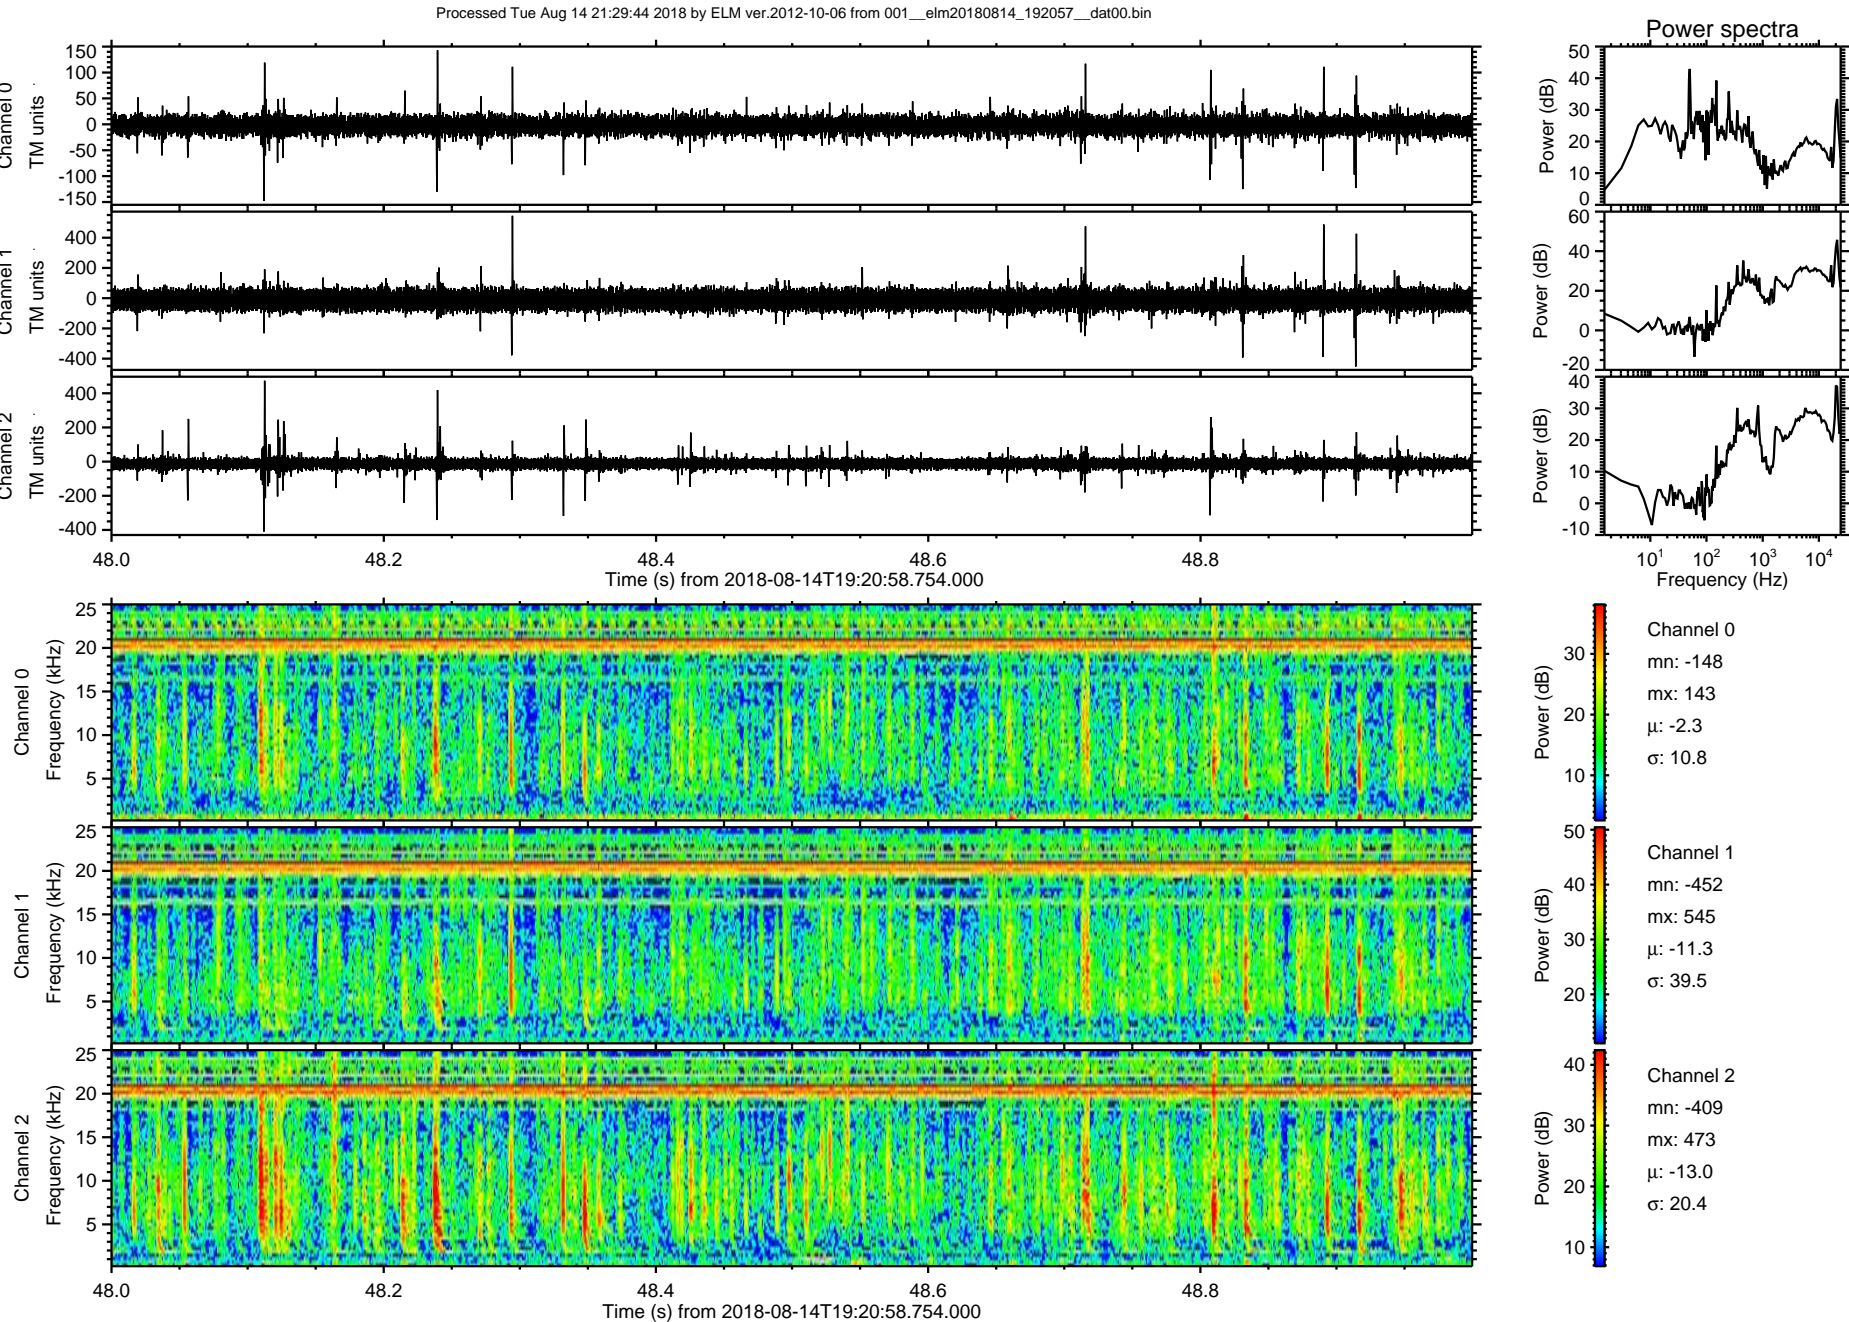 Processed Tue Aug 14 21:29:44 2018 by ELM ver.2012-10-06 from 001__elm20180814_192057__dat00.bin
Power spectra
Channel 0
TM units
150
100
50
0
-50
-100
-150
Power (dB)
50
40
30
20
10
0
Channel 1
TM units
400
200
0
-200
-400
Power (dB)
60
40
20
0
-20
Channel 2
TM units
400
200
0
-200
-400
Power (dB)
40
30
20
10
0
-10
48.0 48.2 48.4 48.6 48.8
Time (s) from 2018-08-14T19:20:58.754.000
10¹ 10² 10³ 10⁴
Frequency (Hz)
Channel 0
Frequency (kHz)
25
20
15
10
5
Power (dB)
30
20
10
Channel 0
mn: -148
mx: 143
μ: -2.3
σ: 10.8
Channel 1
Frequency (kHz)
25
20
15
10
5
Power (dB)
50
40
30
20
Channel 1
mn: -452
mx: 545
μ: -11.3
σ: 39.5
Channel 2
Frequency (kHz)
25
20
15
10
5
Power (dB)
40
30
20
10
Channel 2
mn: -409
mx: 473
μ: -13.0
σ: 20.4
48.0 48.2 48.4 48.6 48.8
Time (s) from 2018-08-14T19:20:58.754.000